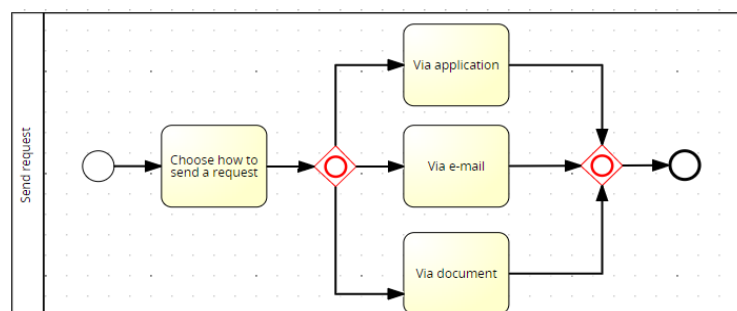 Send request
Choose how to
send a request
Via application
Via e-mail
Via document